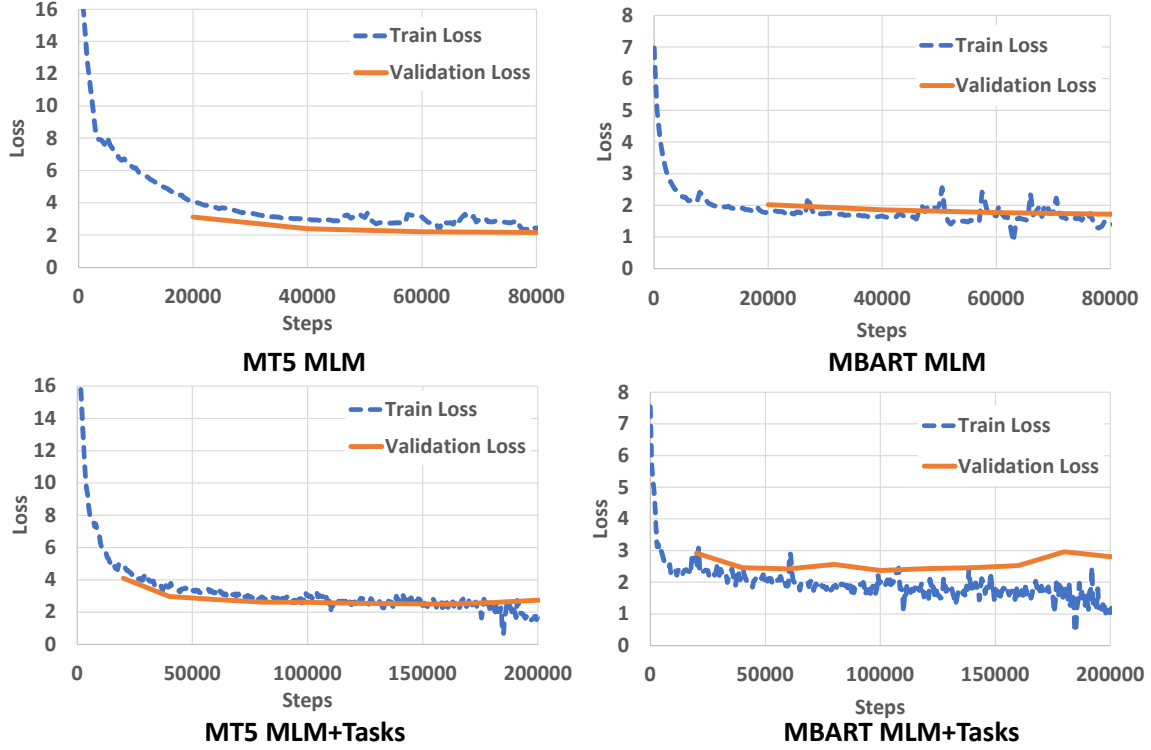 16
14
12
10
8
6
4
2
0
Loss
Train Loss
Validation Loss
0 20000 40000 60000 80000
Steps
MT5 MLM
8
7
6
5
4
3
2
1
0
Loss
Train Loss
Validation Loss
0 20000 40000 60000 80000
Steps
MBART MLM
16
14
12
10
8
6
4
2
0
Loss
Train Loss
Validation Loss
0 50000 100000 150000 200000
Steps
MT5 MLM+Tasks
8
7
6
5
4
3
2
1
0
Loss
Train Loss
Validation Loss
0 50000 100000 150000 200000
Steps
MBART MLM+Tasks